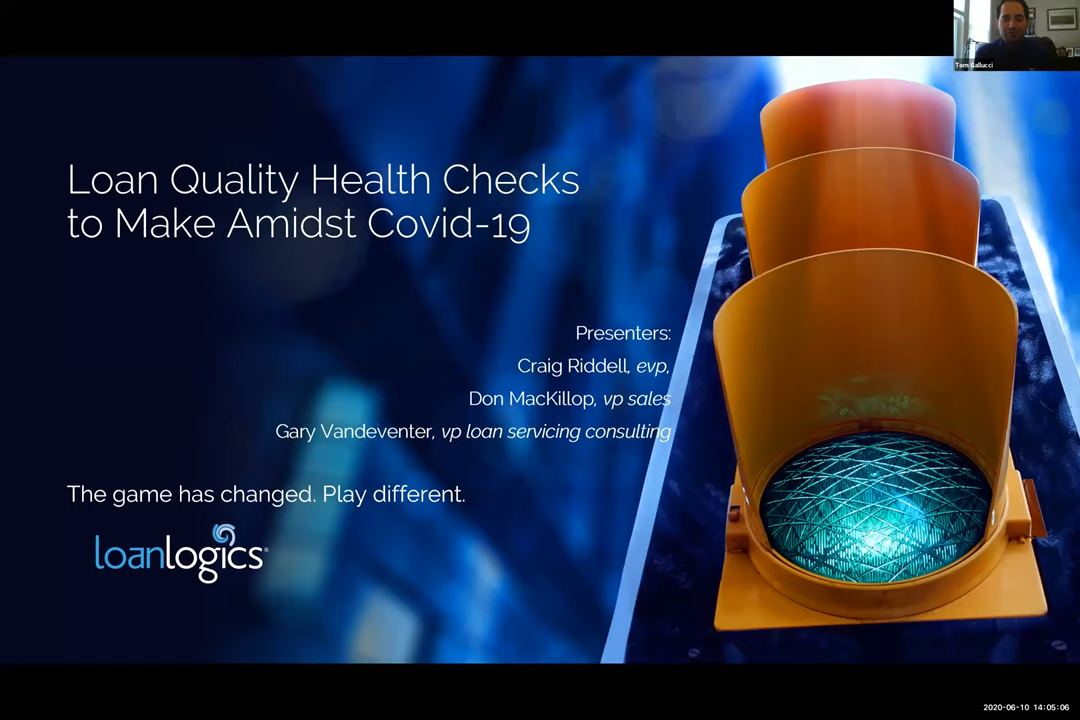 Tom Gallucci
Loan Quality Health Checks
to Make Amidst Covid-19
Presenters:
Craig Riddell, evp,
Don MacKillop, vp sales
Gary Vandeventer, vp loan servicing consulting
The game has changed. Play different.
loanlogics®
2020-06-10 14:05:06